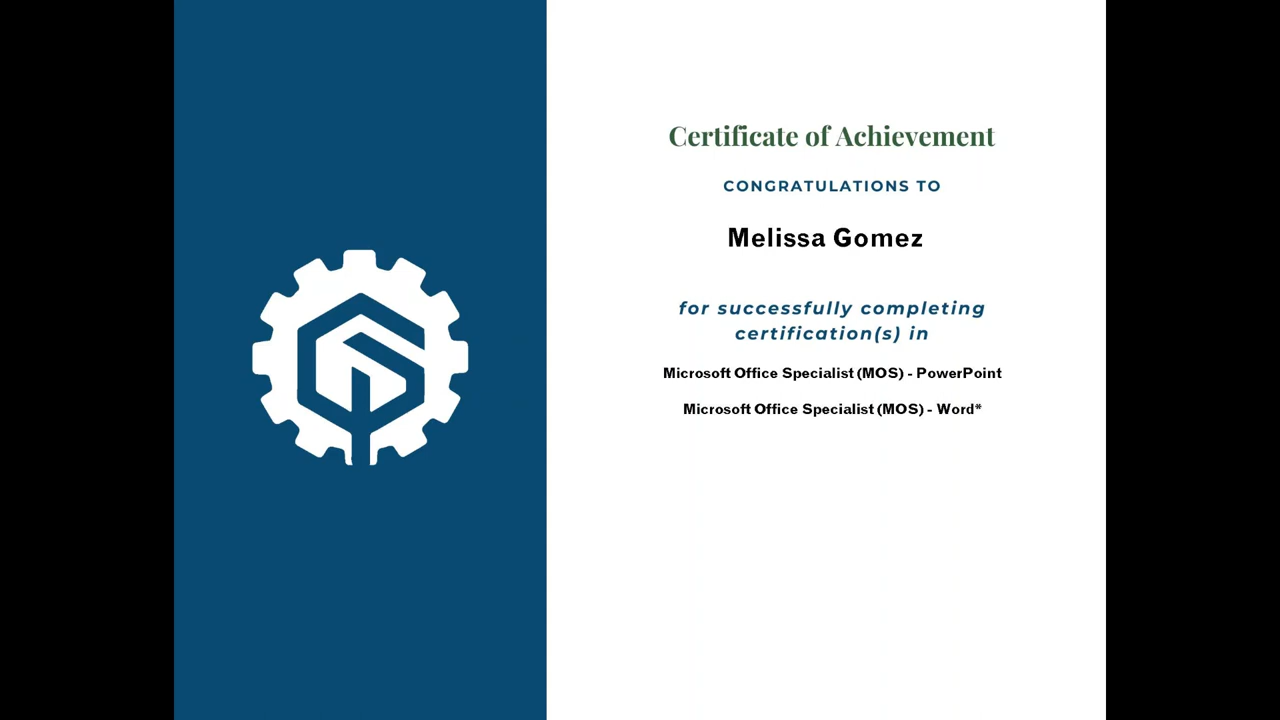 Certificate of Achievement
CONGRATULATIONS TO
Melissa Gomez
for successfully completing
certification(s) in
Microsoft Office Specialist (MOS) - PowerPoint
Microsoft Office Specialist (MOS) - Word*